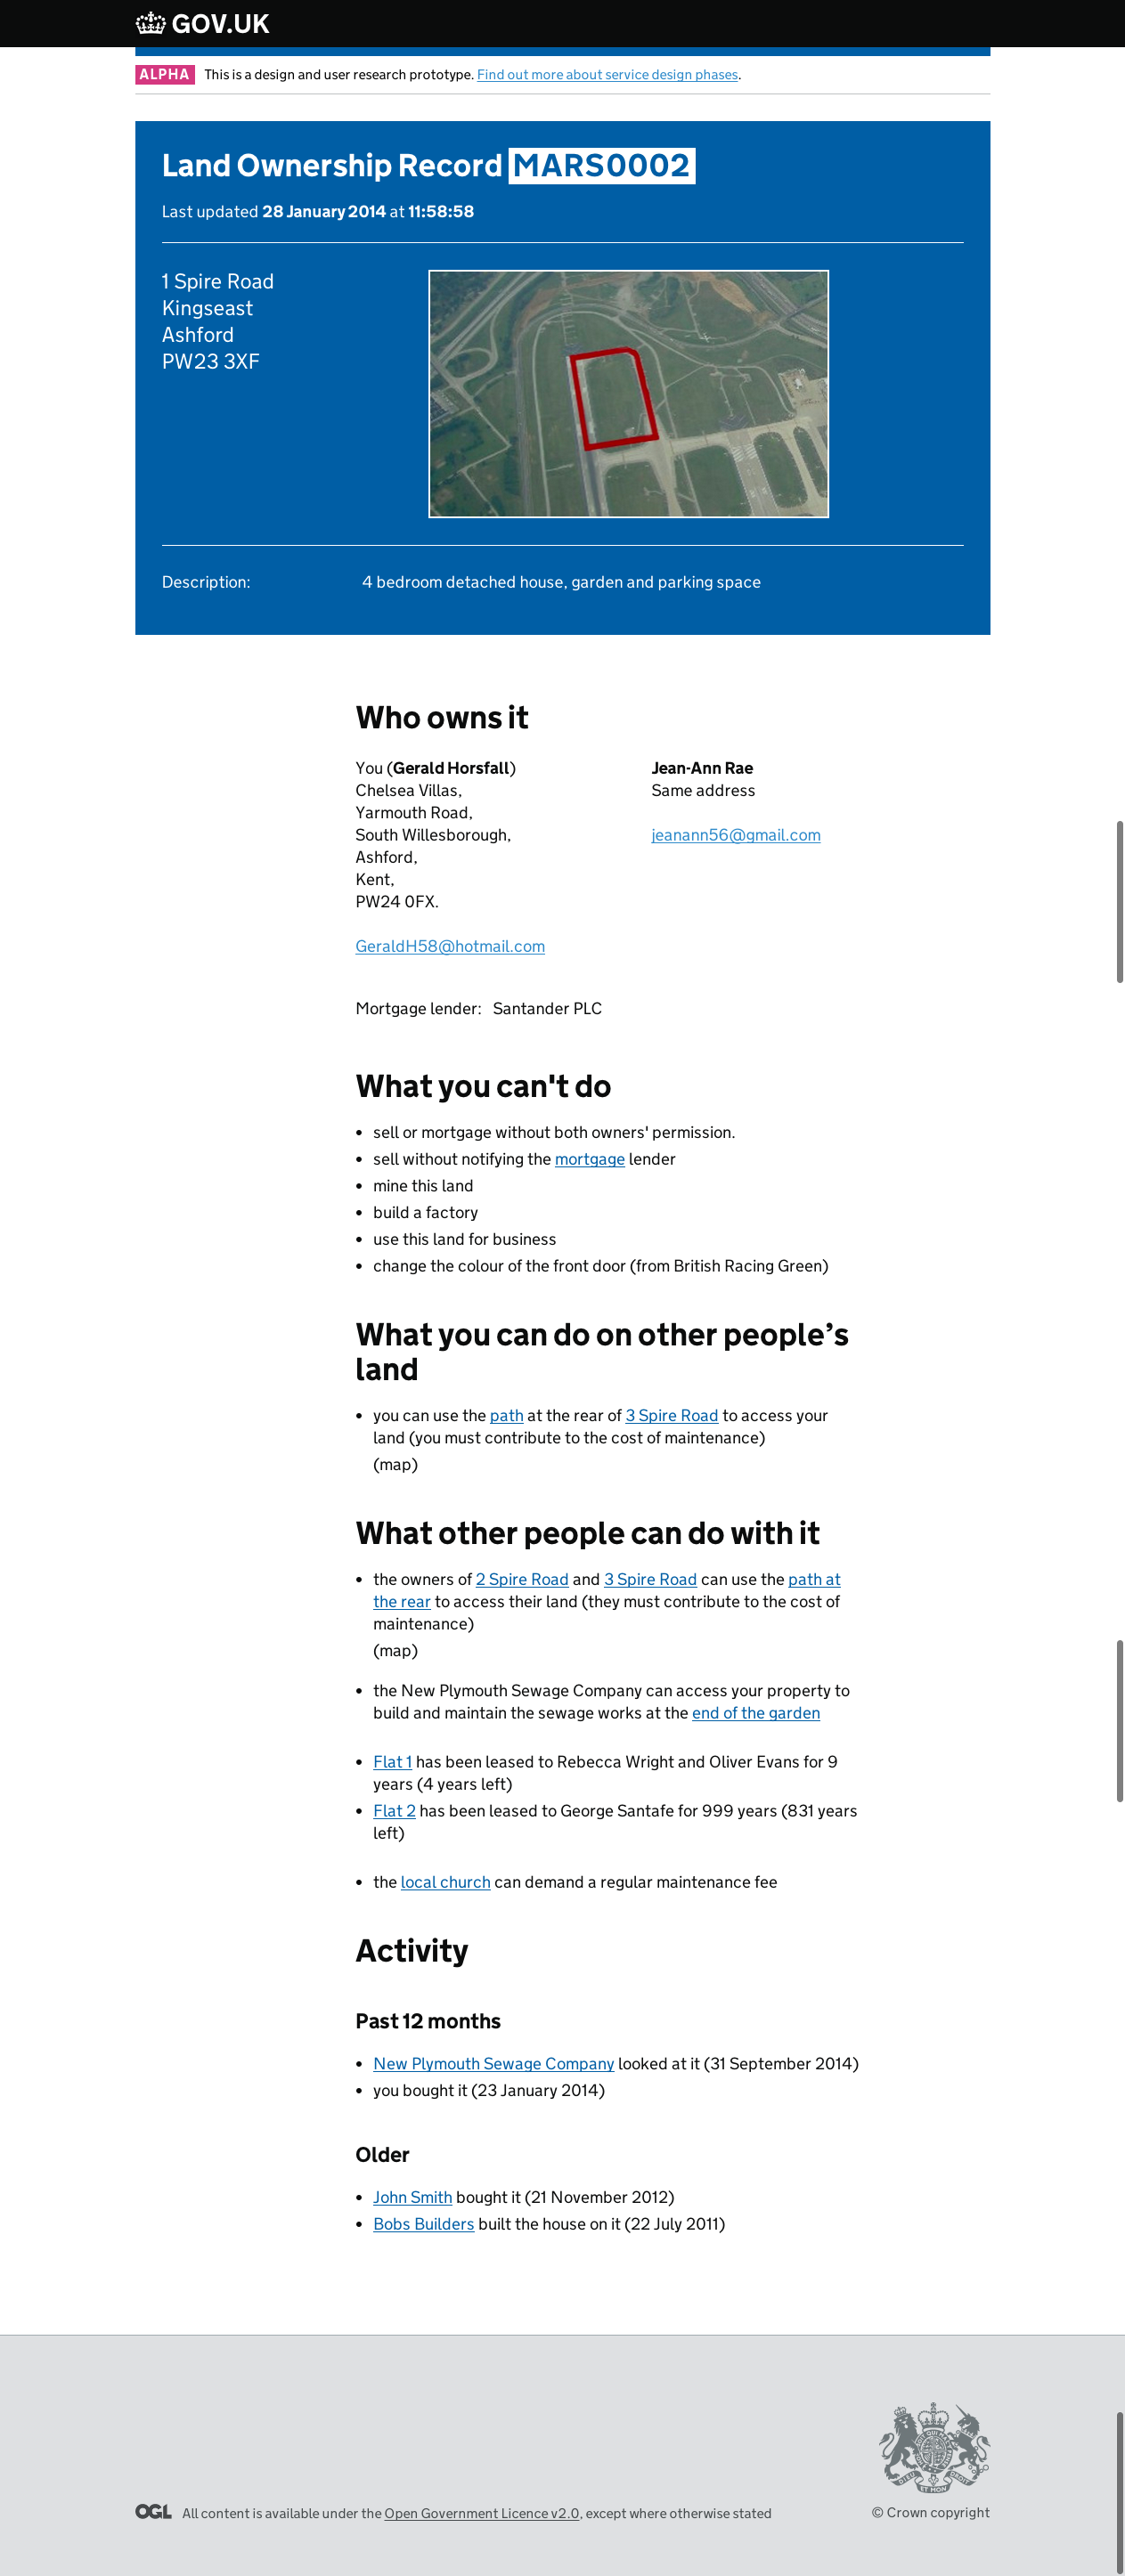 GOV.UK
ALPHA This is a design and user research prototype. Find out more about service design phases.
Land Ownership Record MARS0002
Last updated 28 January 2014 at 11:58:58
1 Spire Road
Kingseast
Ashford
PW23 3XF
Description: 4 bedroom detached house, garden and parking space
Who owns it
You (Gerald Horsfall)
Chelsea Villas,
Yarmouth Road,
South Willesborough,
Ashford,
Kent,
PW24 0FX.
GeraldH58@hotmail.com
Jean-Ann Rae
Same address
jeanann56@gmail.com
Mortgage lender: Santander PLC
What you can't do
• sell or mortgage without both owners' permission.
• sell without notifying the mortgage lender
• mine this land
• build a factory
• use this land for business
• change the colour of the front door (from British Racing Green)
What you can do on other people’s
land
• you can use the path at the rear of 3 Spire Road to access your
land (you must contribute to the cost of maintenance)
(map)
What other people can do with it
• the owners of 2 Spire Road and 3 Spire Road can use the path at
the rear to access their land (they must contribute to the cost of
maintenance)
(map)
• the New Plymouth Sewage Company can access your property to
build and maintain the sewage works at the end of the garden
• Flat 1 has been leased to Rebecca Wright and Oliver Evans for 9
years (4 years left)
• Flat 2 has been leased to George Santafe for 999 years (831 years
left)
• the local church can demand a regular maintenance fee
Activity
Past 12 months
• New Plymouth Sewage Company looked at it (31 September 2014)
• you bought it (23 January 2014)
Older
• John Smith bought it (21 November 2012)
• Bobs Builders built the house on it (22 July 2011)
OGL All content is available under the Open Government Licence v2.0, except where otherwise stated
© Crown copyright